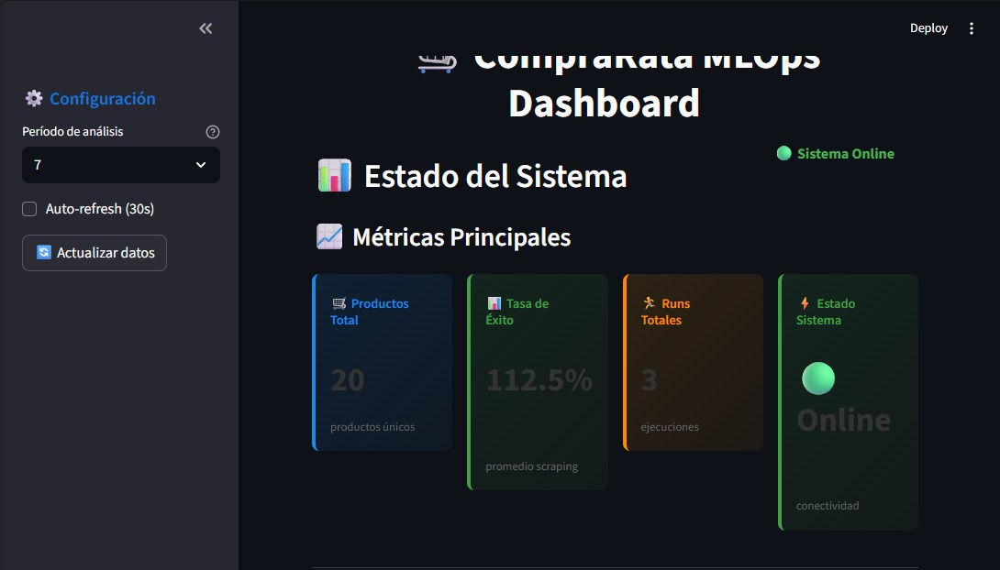 Deploy
Configuración
Período de análisis
7
Auto-refresh (30s)
Actualizar datos
CompraRata MLOps
Dashboard
Sistema Online
Estado del Sistema
Métricas Principales
Productos
Total
20
productos únicos
Tasa de
Éxito
112.5%
promedio scraping
Runs
Totales
3
ejecuciones
Estado
Sistema
Online
conectividad